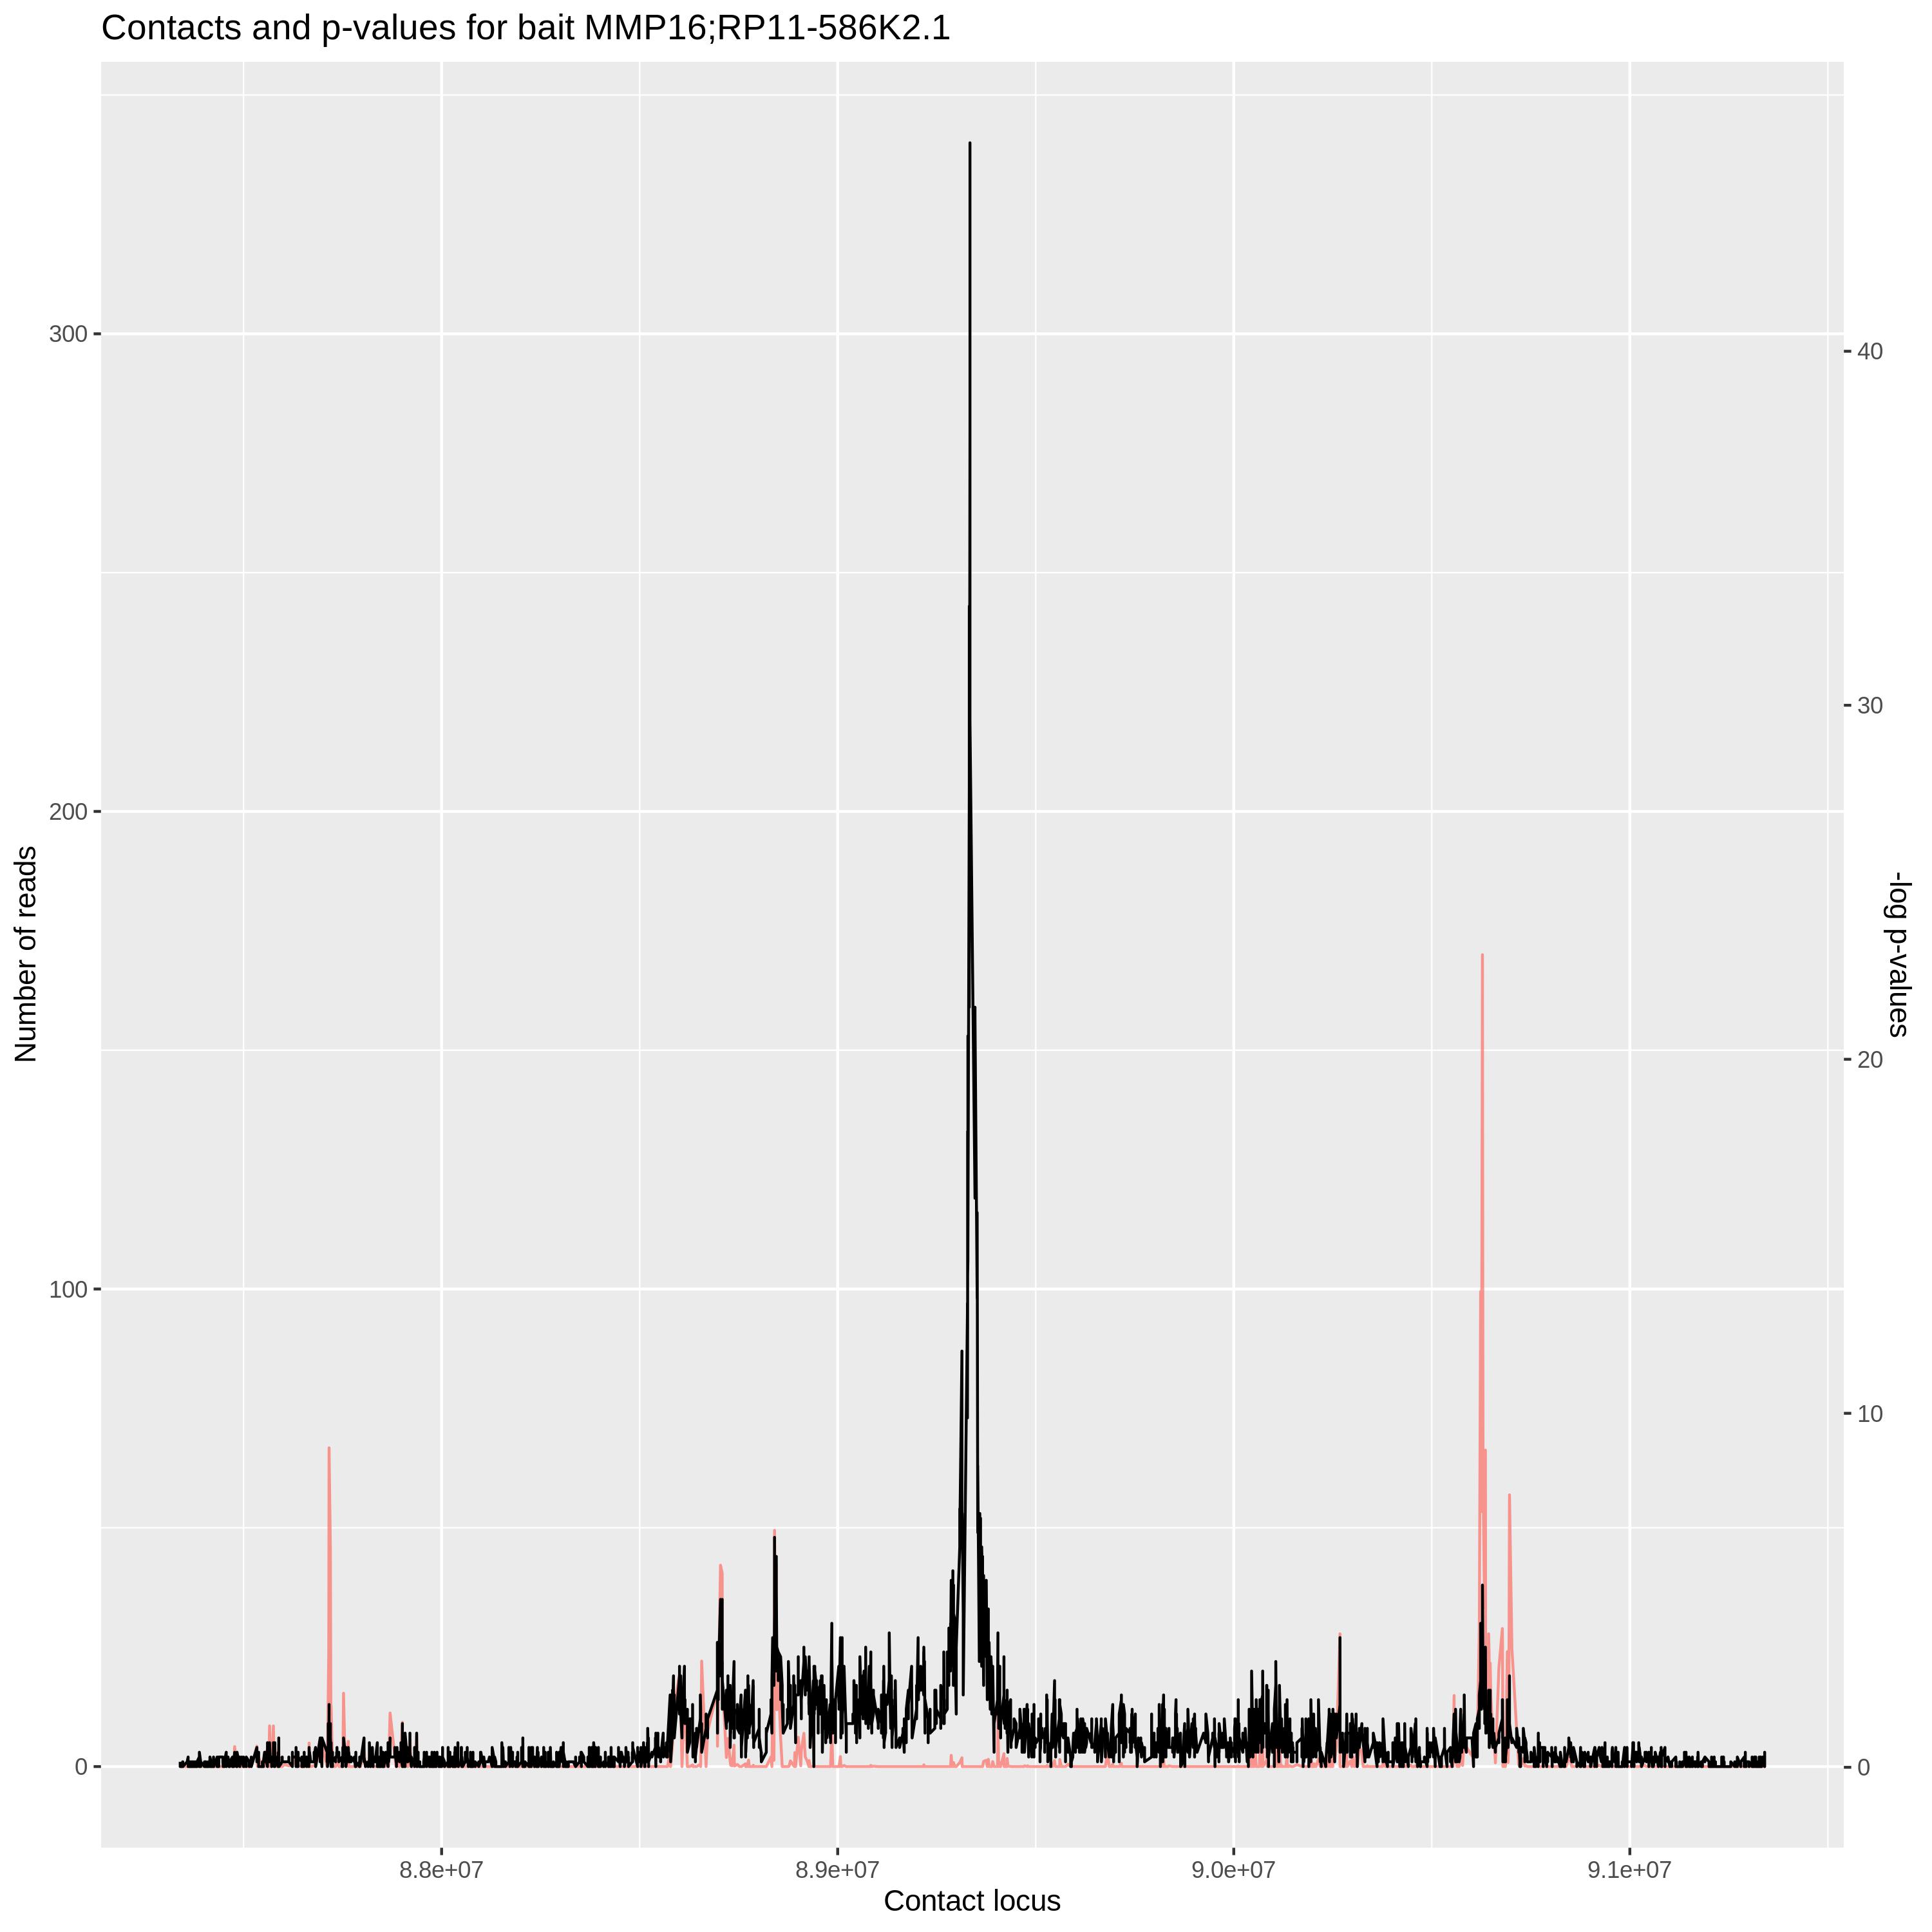 Contacts and p-values for bait MMP16;RP11-586K2.1
300
200
100
0
Number of reads
40
30
20
10
0
-log p-values
8.8e+07
8.9e+07
9.0e+07
9.1e+07
Contact locus